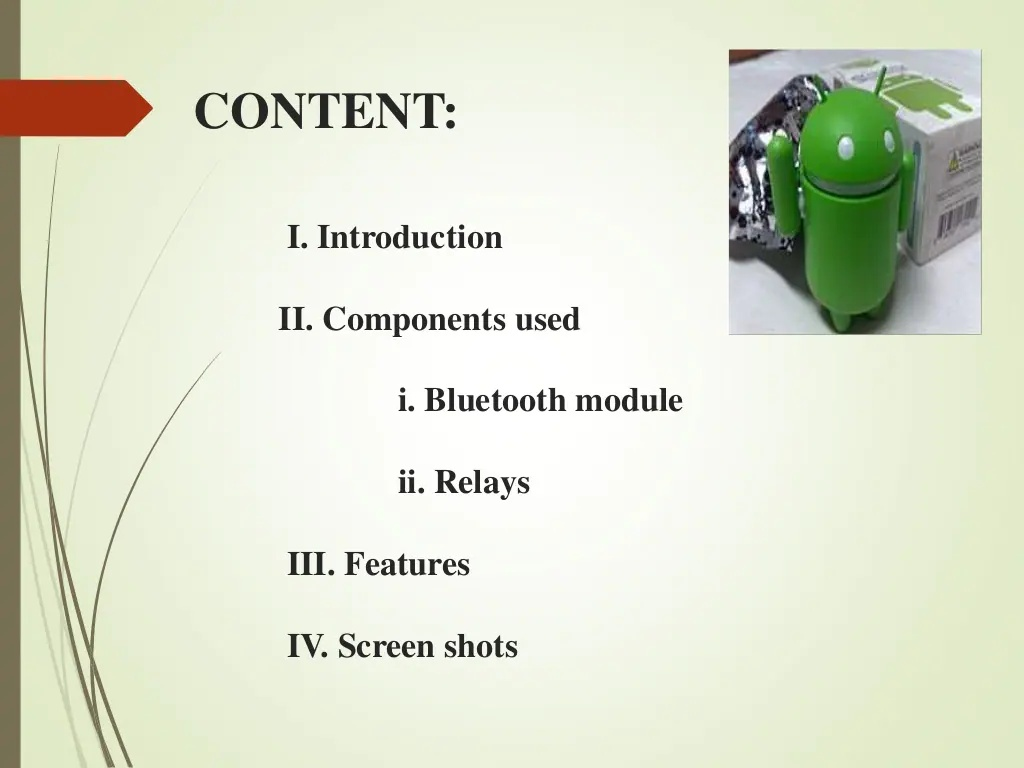 CONTENT:
I. Introduction
II. Components used
i. Bluetooth module
ii. Relays
III. Features
IV. Screen shots